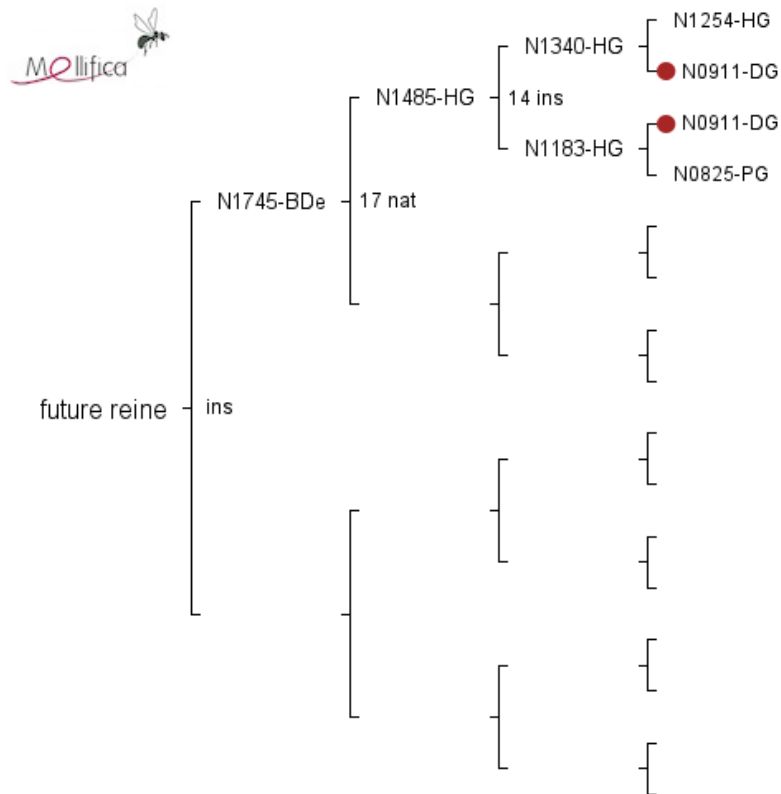 Mellifica
N1254-HG
N1340-HG
N0911-DG
N1485-HG
14 ins
N0911-DG
N1183-HG
N0825-PG
N1745-BDe
17 nat
future reine
ins